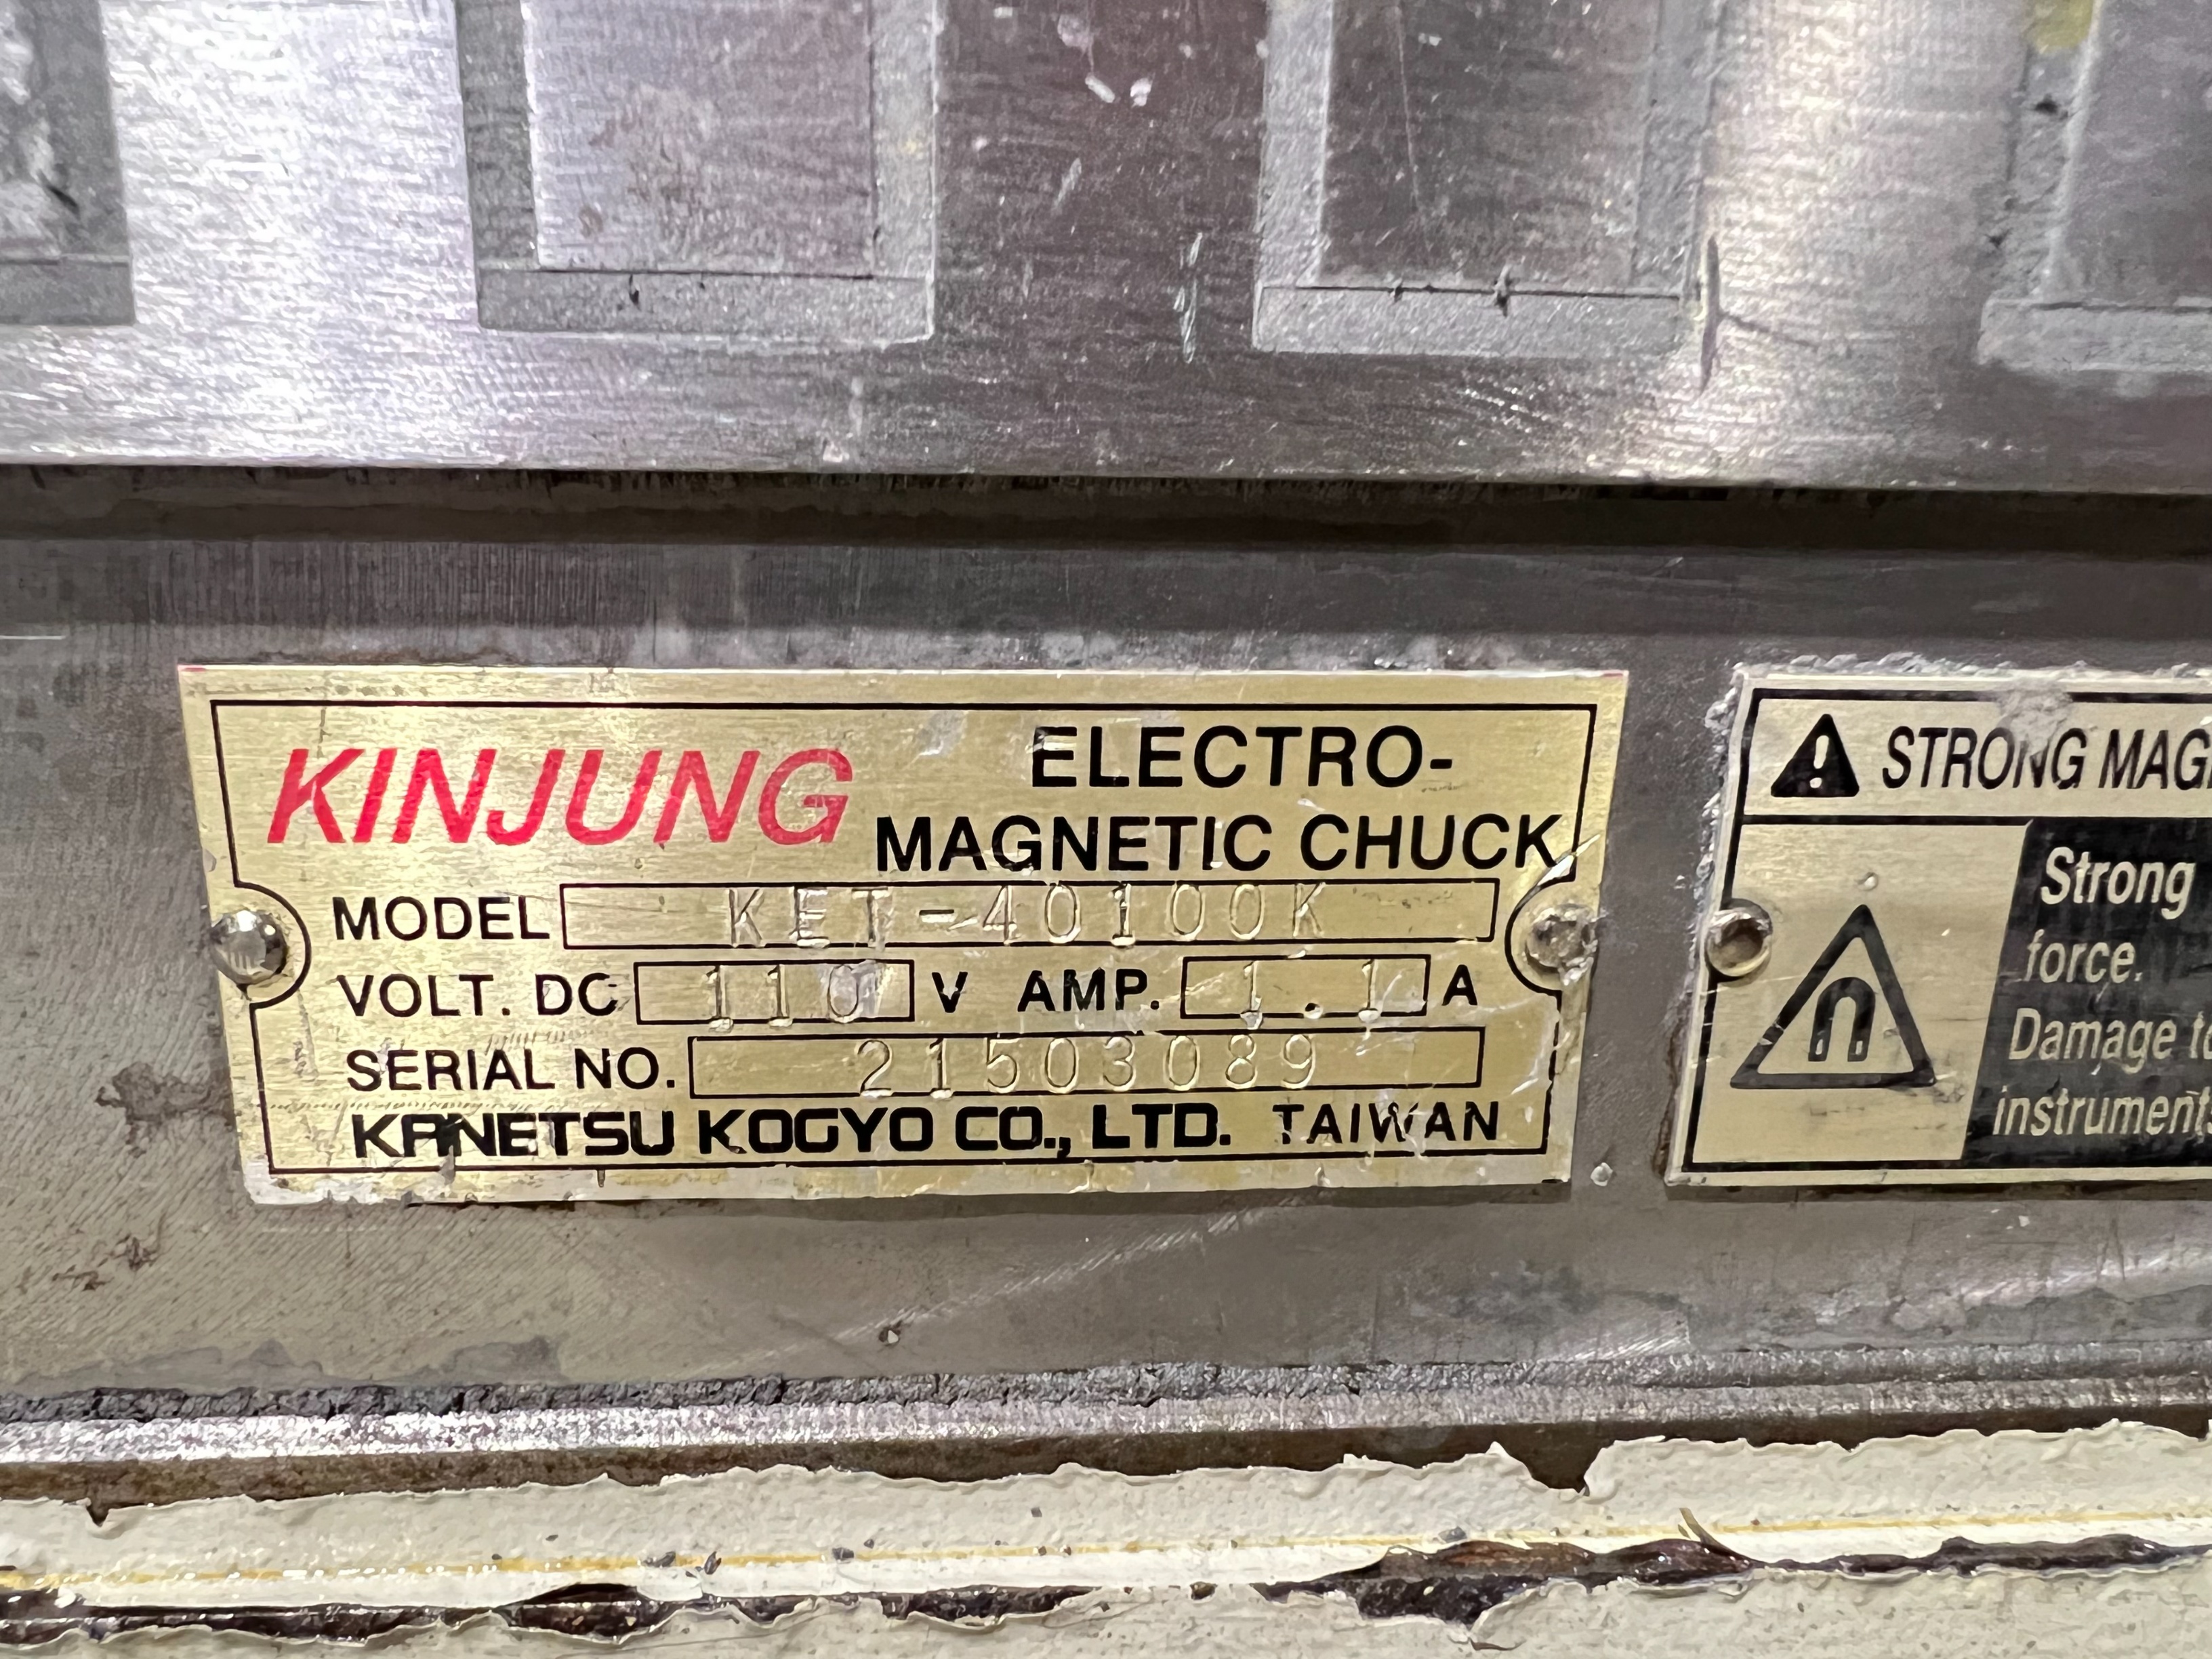 KINJUNG
ELECTRO-
MAGNETIC CHUCK
MODEL KET-40100K
VOLT. DC 110 V AMP. 1.1 A
SERIAL NO. 21503089
KANETSU KOGYO CO., LTD. TAIWAN
STRONG MAG
Strong
force.
Damage to
instruments